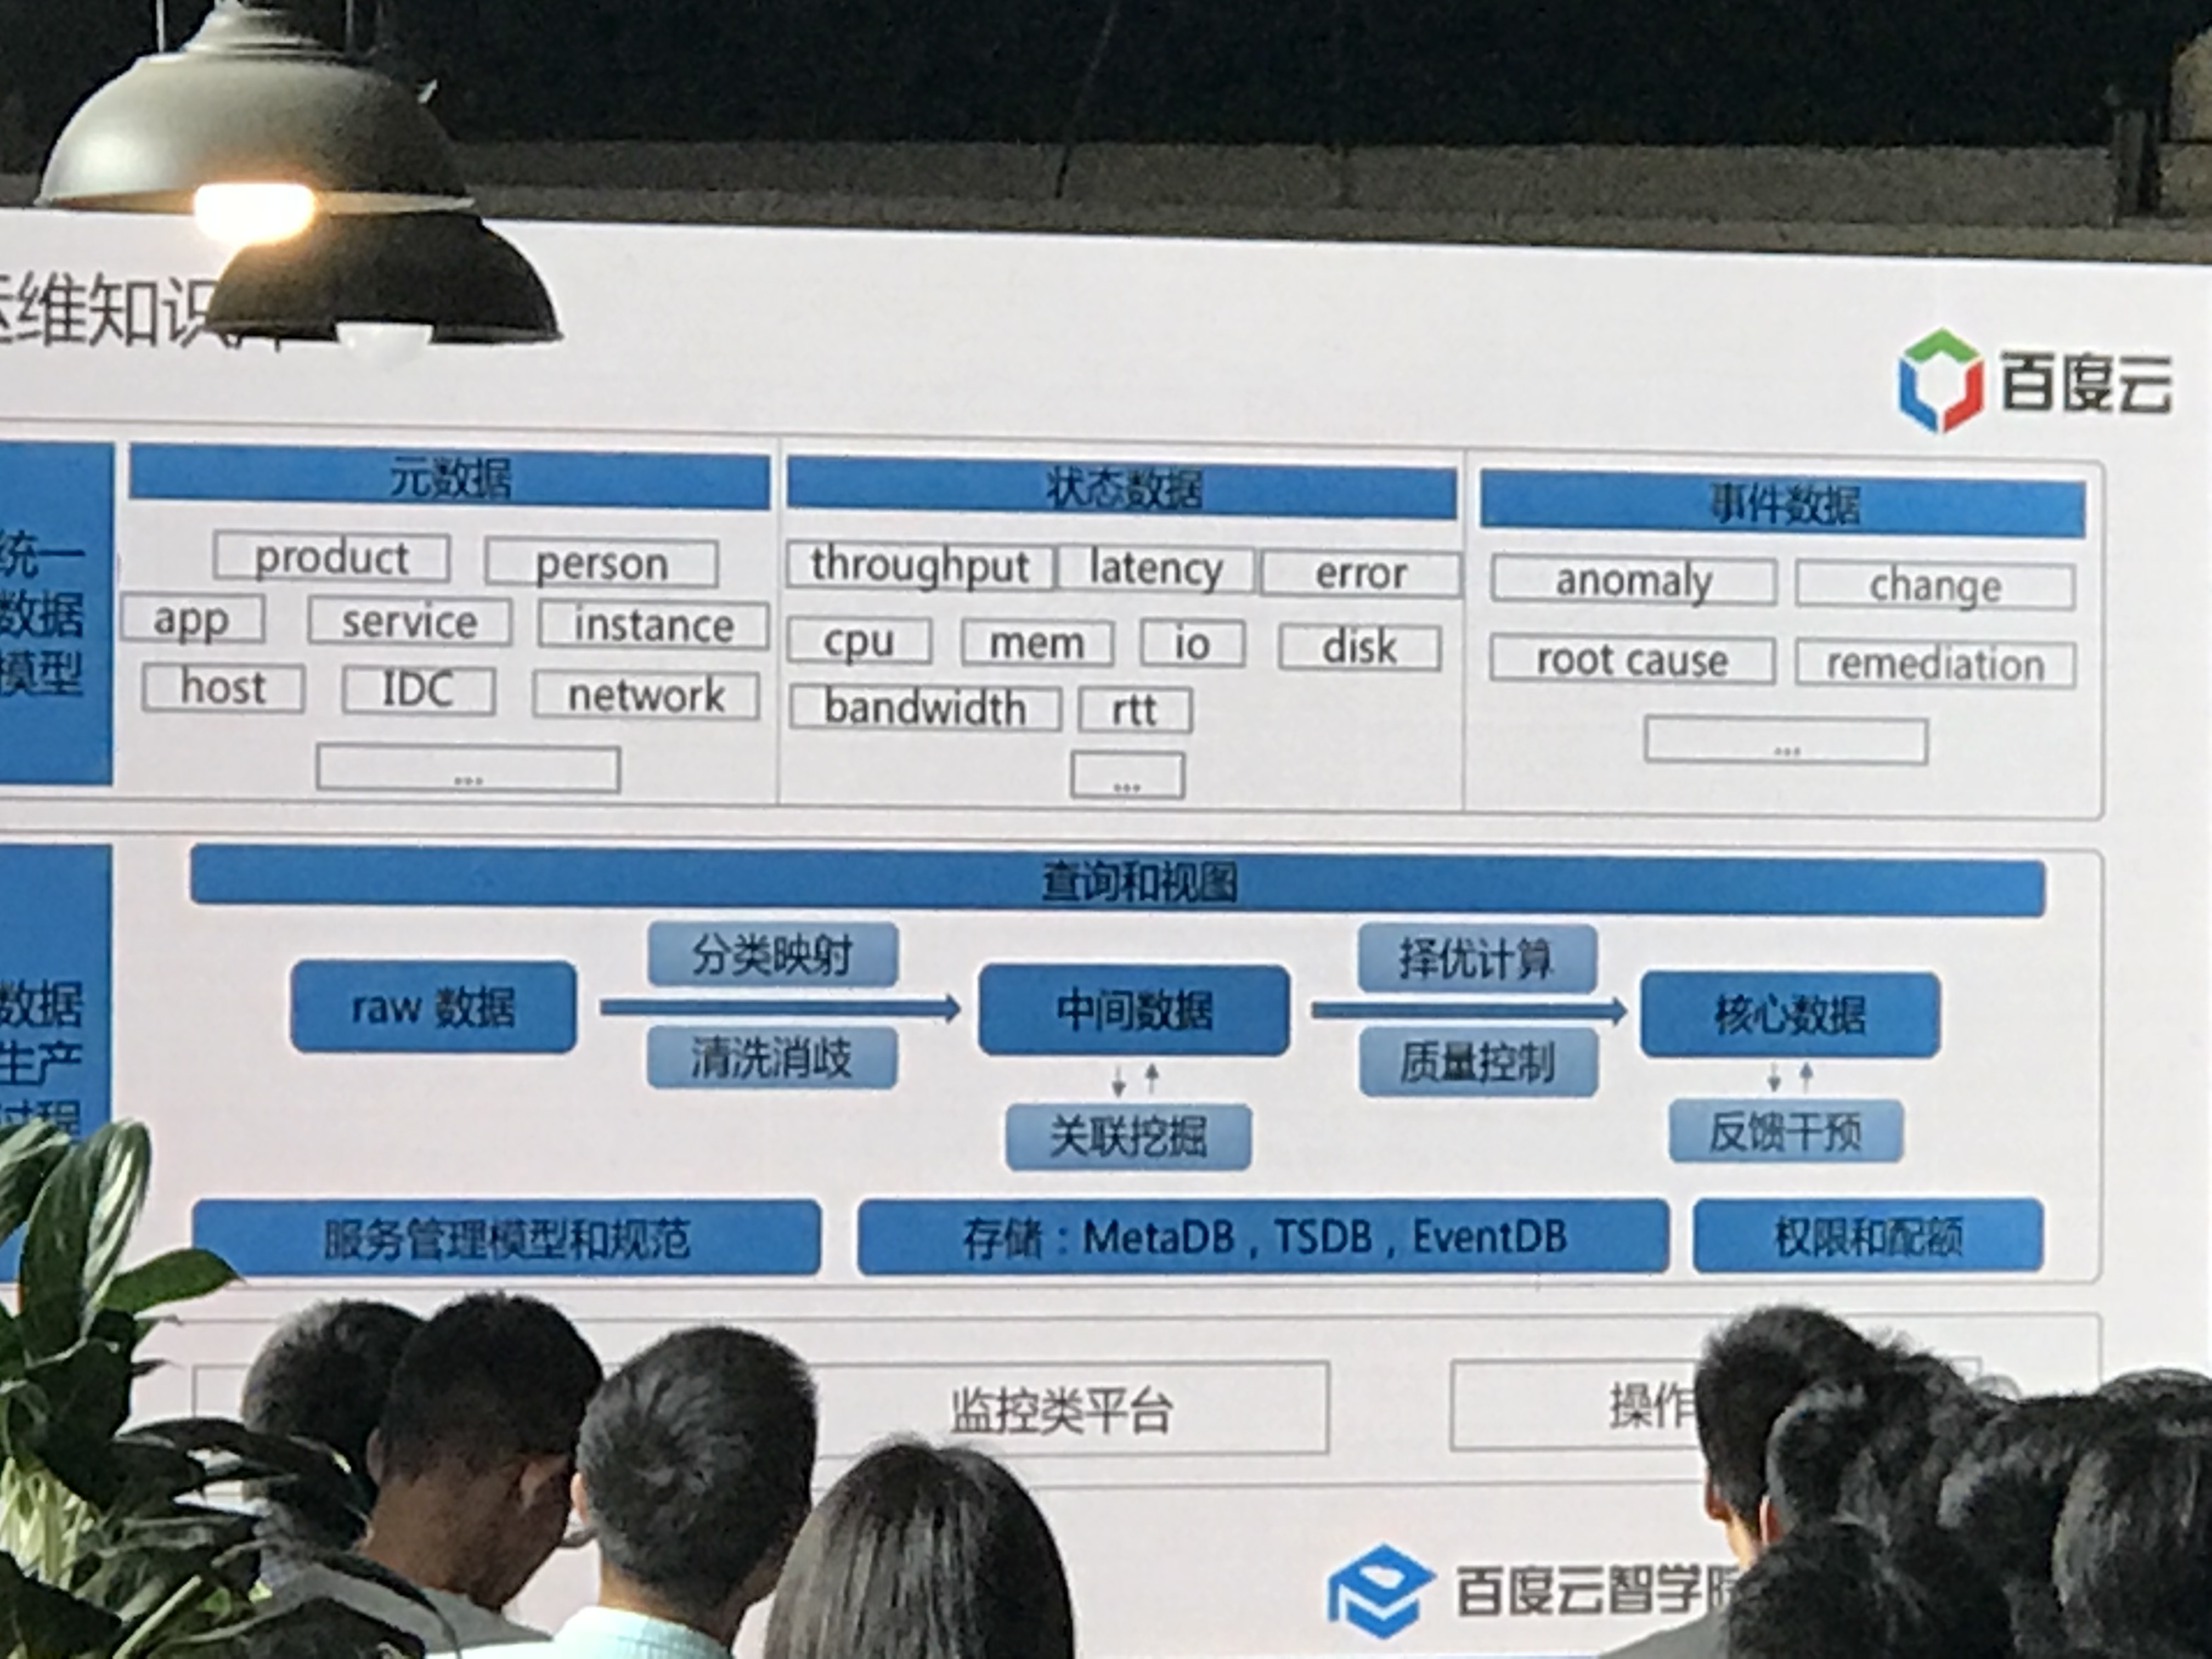 运维知识库
百度云
统一
数据
模型
元数据
product person
app service instance
host IDC network
...
状态数据
throughput latency error
cpu mem io disk
bandwidth rtt
...
事件数据
anomaly change
root cause remediation
...
数据
生产
过程
查询和视图
分类映射 择优计算
raw 数据 中间数据 核心数据
清洗消歧 质量控制
关联挖掘 反馈干预
服务管理模型和规范 存储：MetaDB，TSDB，EventDB 权限和配额
监控类平台 操作
百度云智学院